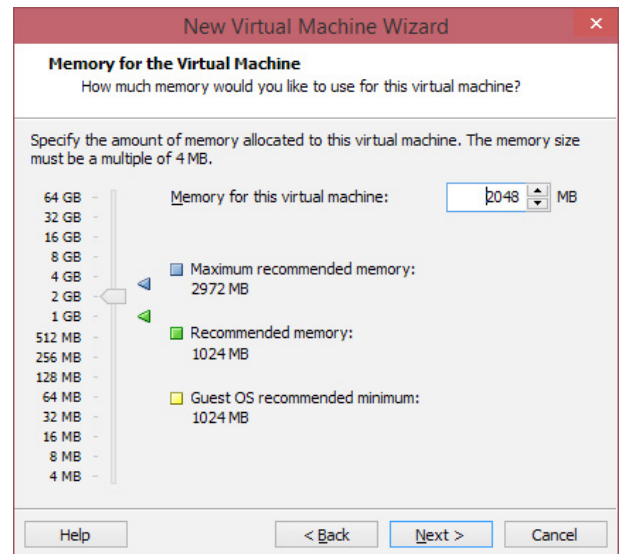 New Virtual Machine Wizard
Memory for the Virtual Machine
How much memory would you like to use for this virtual machine?
Specify the amount of memory allocated to this virtual machine. The memory size
must be a multiple of 4 MB.
Memory for this virtual machine: 2048 MB
64 GB
32 GB
16 GB
8 GB
4 GB
2 GB
1 GB
512 MB
256 MB
128 MB
64 MB
32 MB
16 MB
8 MB
4 MB
Maximum recommended memory:
2972 MB
Recommended memory:
1024 MB
Guest OS recommended minimum:
1024 MB
Help < Back Next > Cancel